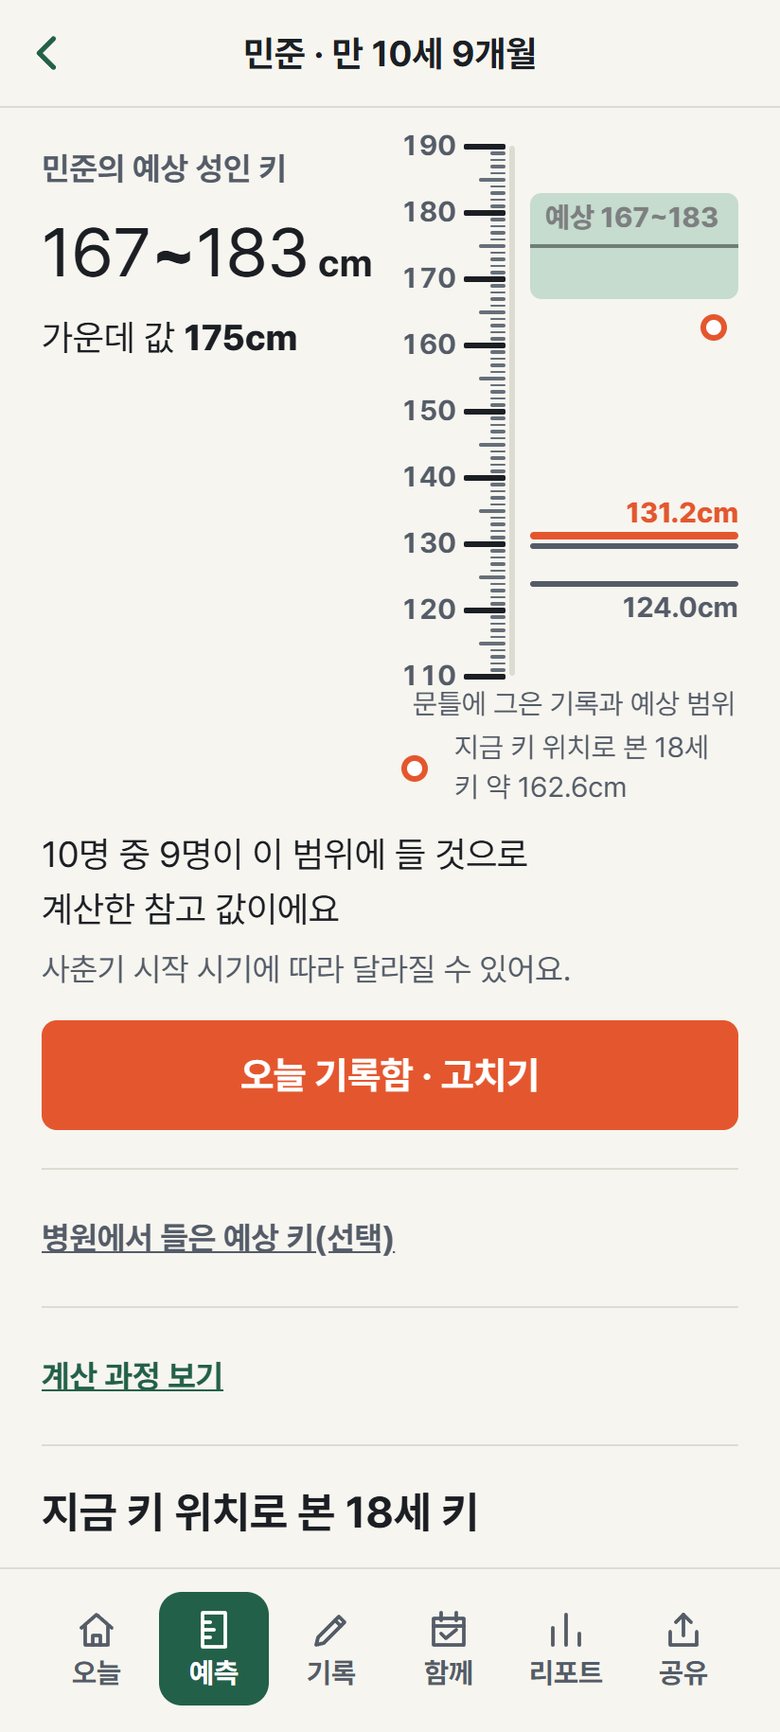 민준 · 만 10세 9개월
민준의 예상 성인 키
167~183 cm
가운데 값 175cm
190
180
170
160
150
140
130
120
110
예상 167~183
131.2cm
124.0cm
문틀에 그은 기록과 예상 범위
지금 키 위치로 본 18세
키 약 162.6cm
10명 중 9명이 이 범위에 들 것으로
계산한 참고 값이에요
사춘기 시작 시기에 따라 달라질 수 있어요.
오늘 기록함 · 고치기
병원에서 들은 예상 키(선택)
계산 과정 보기
지금 키 위치로 본 18세 키
오늘
예측
기록
함께
리포트
공유